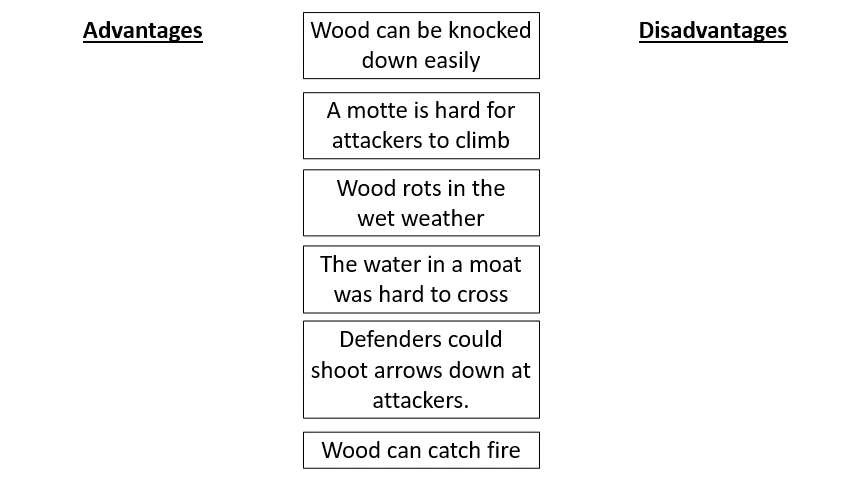 Advantages
Wood can be knocked
down easily
A motte is hard for
attackers to climb
Wood rots in the
wet weather
The water in a moat
was hard to cross
Defenders could
shoot arrows down at
attackers.
Wood can catch fire
Disadvantages